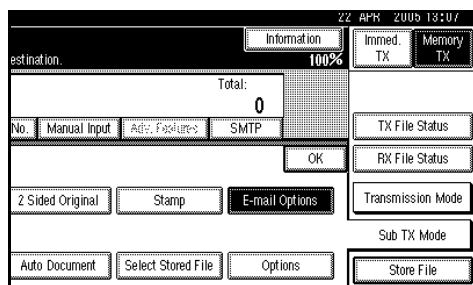 22 APR 2005 13:07
Information
Immed. TX
Memory TX
estination.
100%
Total:
0
No.
Manual Input
Adv. Features
SMTP
TX File Status
OK
RX File Status
2 Sided Original
Stamp
E-mail Options
Transmission Mode
Sub TX Mode
Auto Document
Select Stored File
Options
Store File